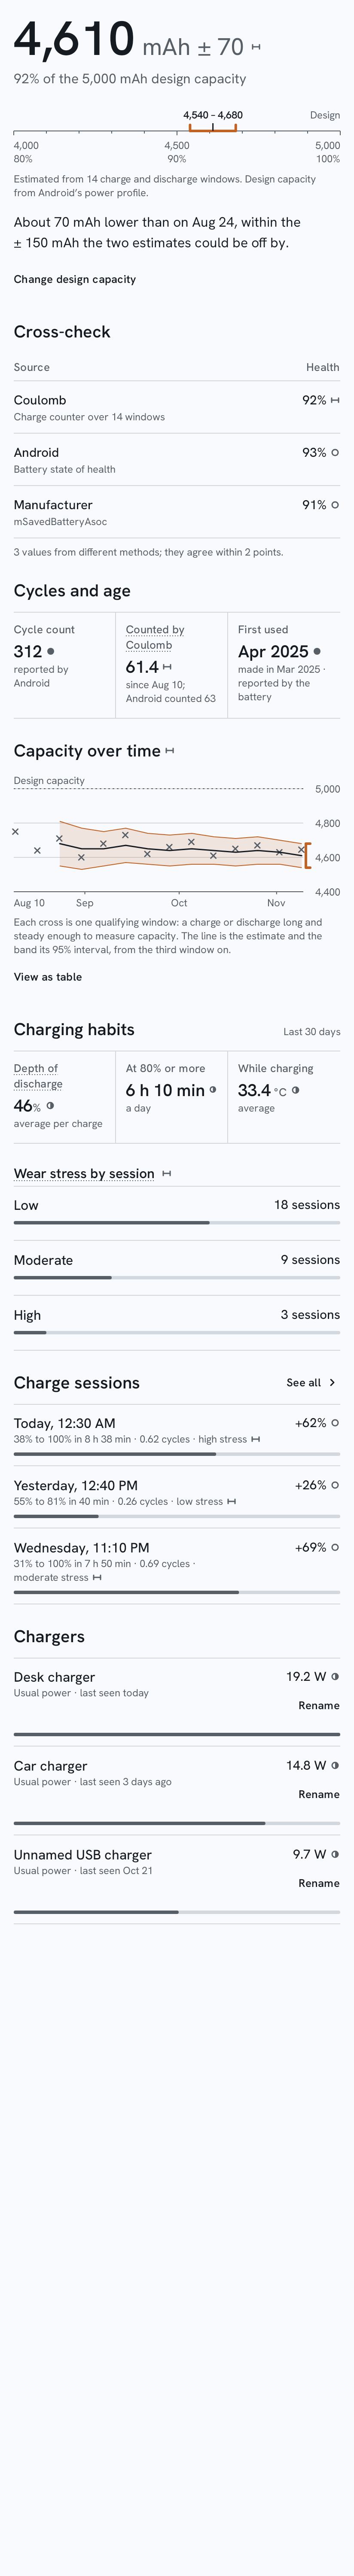 4,610 mAh ± 70
92% of the 5,000 mAh design capacity
4,540 – 4,680
Design
4,000 4,500 5,000
80% 90% 100%
Estimated from 14 charge and discharge windows. Design capacity
from Android’s power profile.
About 70 mAh lower than on Aug 24, within the
± 150 mAh the two estimates could be off by.
Change design capacity
Cross-check
Source Health
Coulomb 92%
Charge counter over 14 windows
Android 93%
Battery state of health
Manufacturer 91%
mSavedBatteryAsoc
3 values from different methods; they agree within 2 points.
Cycles and age
Cycle count
312
reported by
Android
Counted by
Coulomb
61.4
since Aug 10;
Android counted 63
First used
Apr 2025
made in Mar 2025 ·
reported by the
battery
Capacity over time
Design capacity
5,000
4,800
4,600
4,400
Aug 10 Sep Oct Nov
Each cross is one qualifying window: a charge or discharge long and
steady enough to measure capacity. The line is the estimate and the
band its 95% interval, from the third window on.
View as table
Charging habits Last 30 days
Depth of
discharge
46%
average per charge
At 80% or more
6 h 10 min
a day
While charging
33.4 °C
average
Wear stress by session
Low 18 sessions
Moderate 9 sessions
High 3 sessions
Charge sessions See all
Today, 12:30 AM +62%
38% to 100% in 8 h 38 min · 0.62 cycles · high stress
Yesterday, 12:40 PM +26%
55% to 81% in 40 min · 0.26 cycles · low stress
Wednesday, 11:10 PM +69%
31% to 100% in 7 h 50 min · 0.69 cycles ·
moderate stress
Chargers
Desk charger 19.2 W
Usual power · last seen today
Rename
Car charger 14.8 W
Usual power · last seen 3 days ago
Rename
Unnamed USB charger 9.7 W
Usual power · last seen Oct 21
Rename